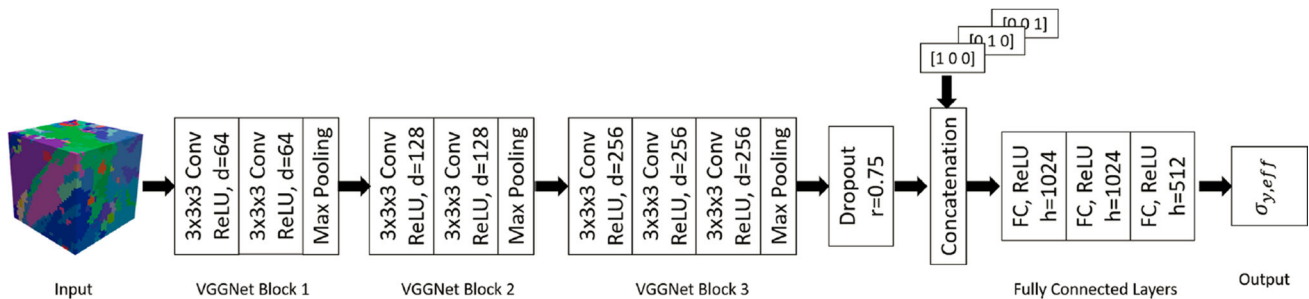 [0 0 1]
[0 1 0]
[1 0 0]
3x3x3 Conv
ReLU, d=64
3x3x3 Conv
ReLU, d=64
Max Pooling
3x3x3 Conv
ReLU, d=128
3x3x3 Conv
ReLU, d=128
Max Pooling
3x3x3 Conv
ReLU, d=256
3x3x3 Conv
ReLU, d=256
3x3x3 Conv
ReLU, d=256
Max Pooling
Dropout
r=0.75
Concatenation
FC, ReLU
h=1024
FC, ReLU
h=1024
FC, ReLU
h=512
σy,eff
Input
VGGNet Block 1
VGGNet Block 2
VGGNet Block 3
Fully Connected Layers
Output